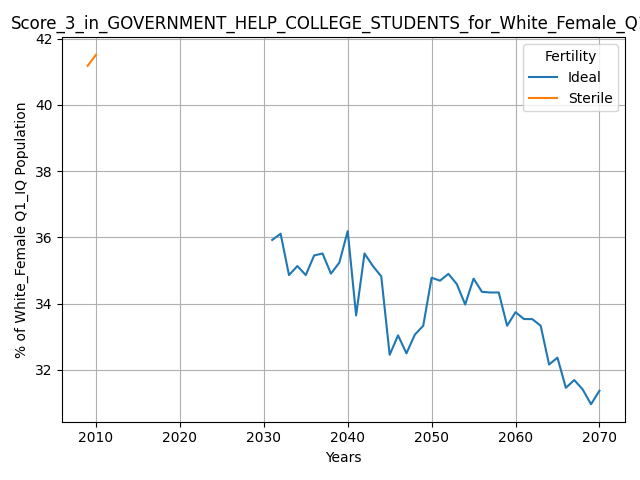 Score_3_in_GOVERNMENT_HELP_COLLEGE_STUDENTS_for_White_Female_Q
Fertility
Ideal
Sterile
% of White_Female Q1_IQ Population
42
40
38
36
34
32
2010 2020 2030 2040 2050 2060 2070
Years